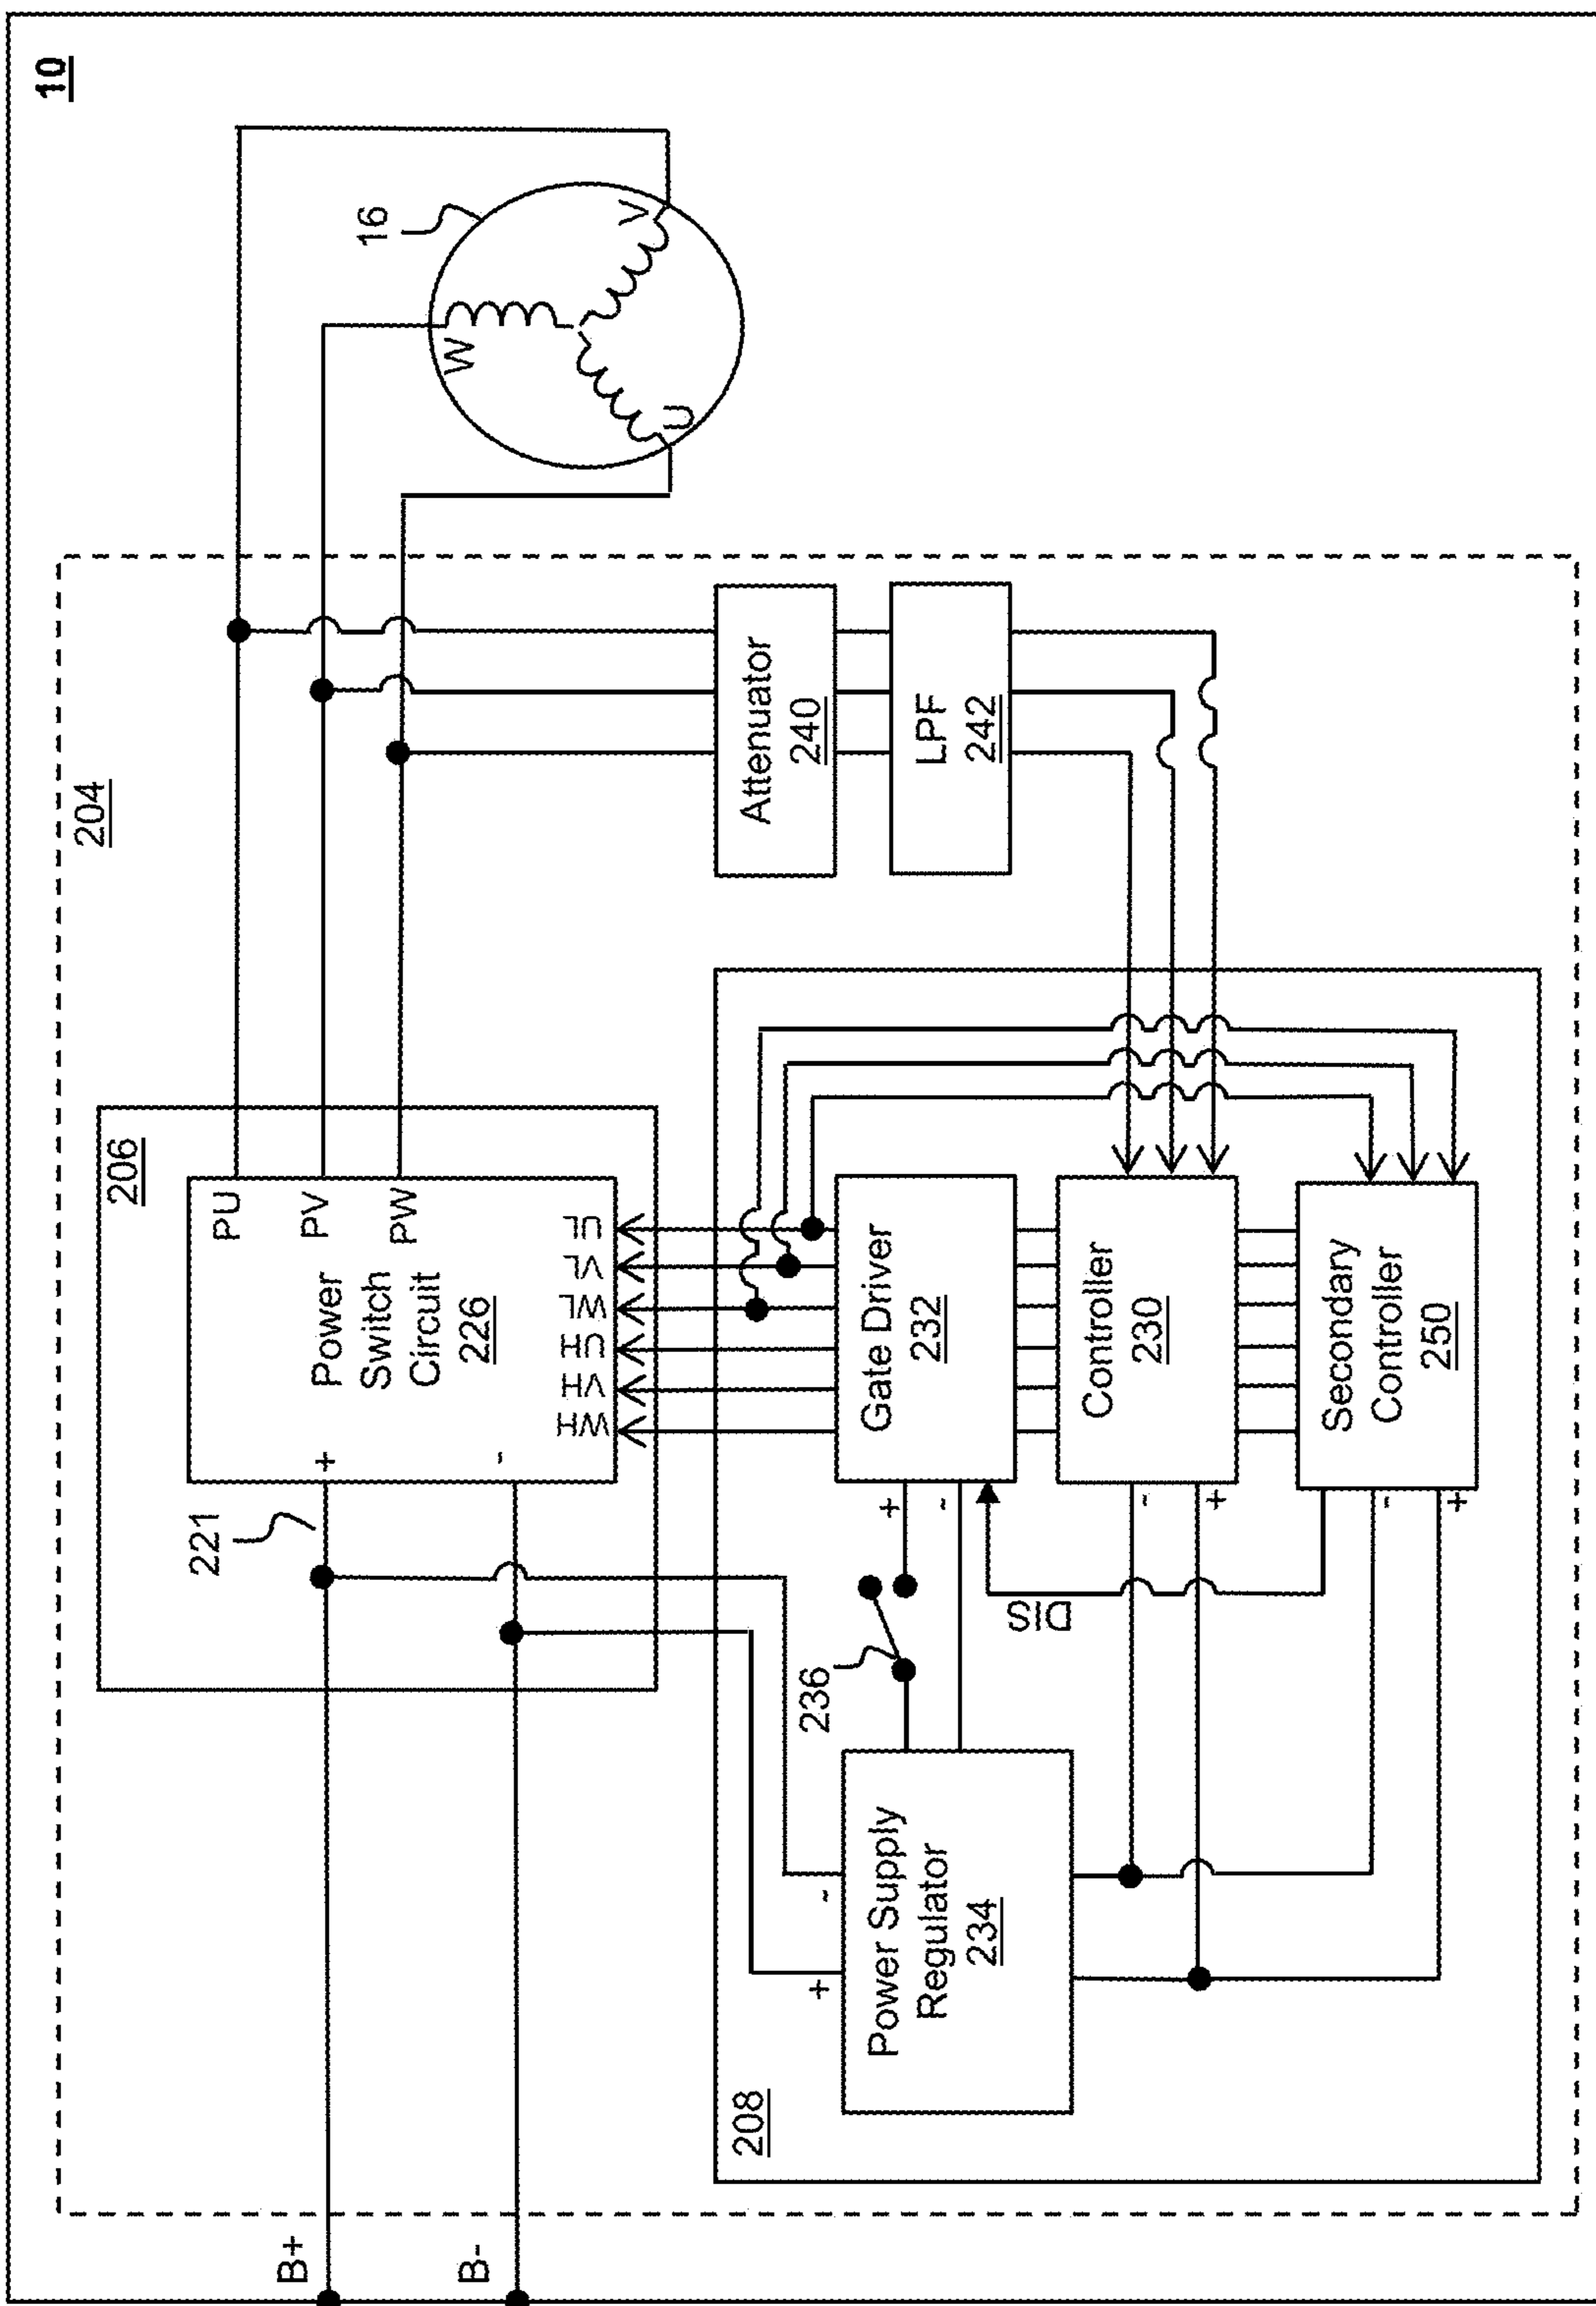 10
204
206
16
W
V
U
PU
PV
PW
Power
Switch
Circuit
226
+
-
UL
VL
WL
UH
VH
WH
221
B+
B-
Attenuator
240
LPF
242
208
Gate Driver
232
+
-
236
DIS
Controller
230
-
+
Secondary
Controller
250
-
+
Power Supply
Regulator
234
+
-